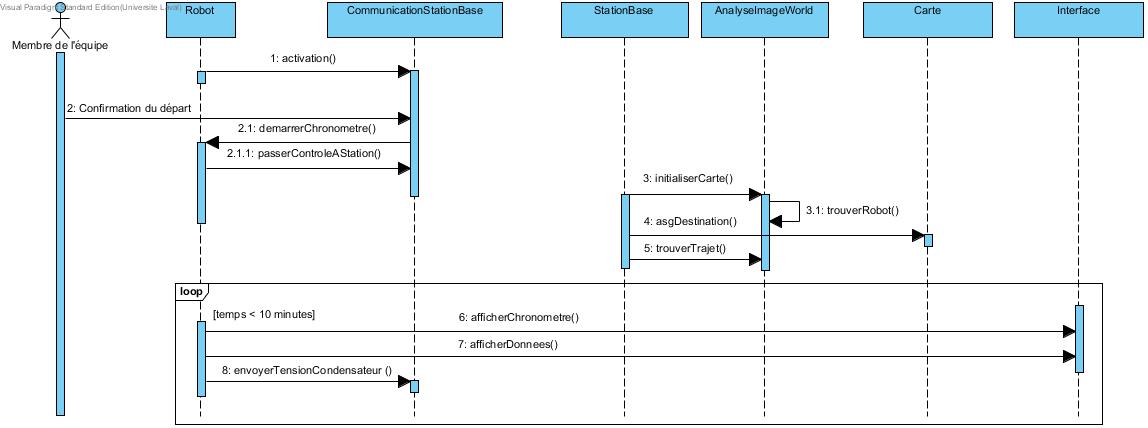 Visual Paradigm Standard Edition(Universite Laval)
Robot
CommunicationStationBase
StationBase
AnalyseImageWorld
Carte
Interface
Membre de l'équipe
1: activation()
2: Confirmation du départ
2.1: demarrerChronometre()
2.1.1: passerControleAStation()
3: initialiserCarte()
3.1: trouverRobot()
4: asgDestination()
5: trouverTrajet()
loop
[temps < 10 minutes]
6: afficherChronometre()
7: afficherDonnees()
8: envoyerTensionCondensateur ()